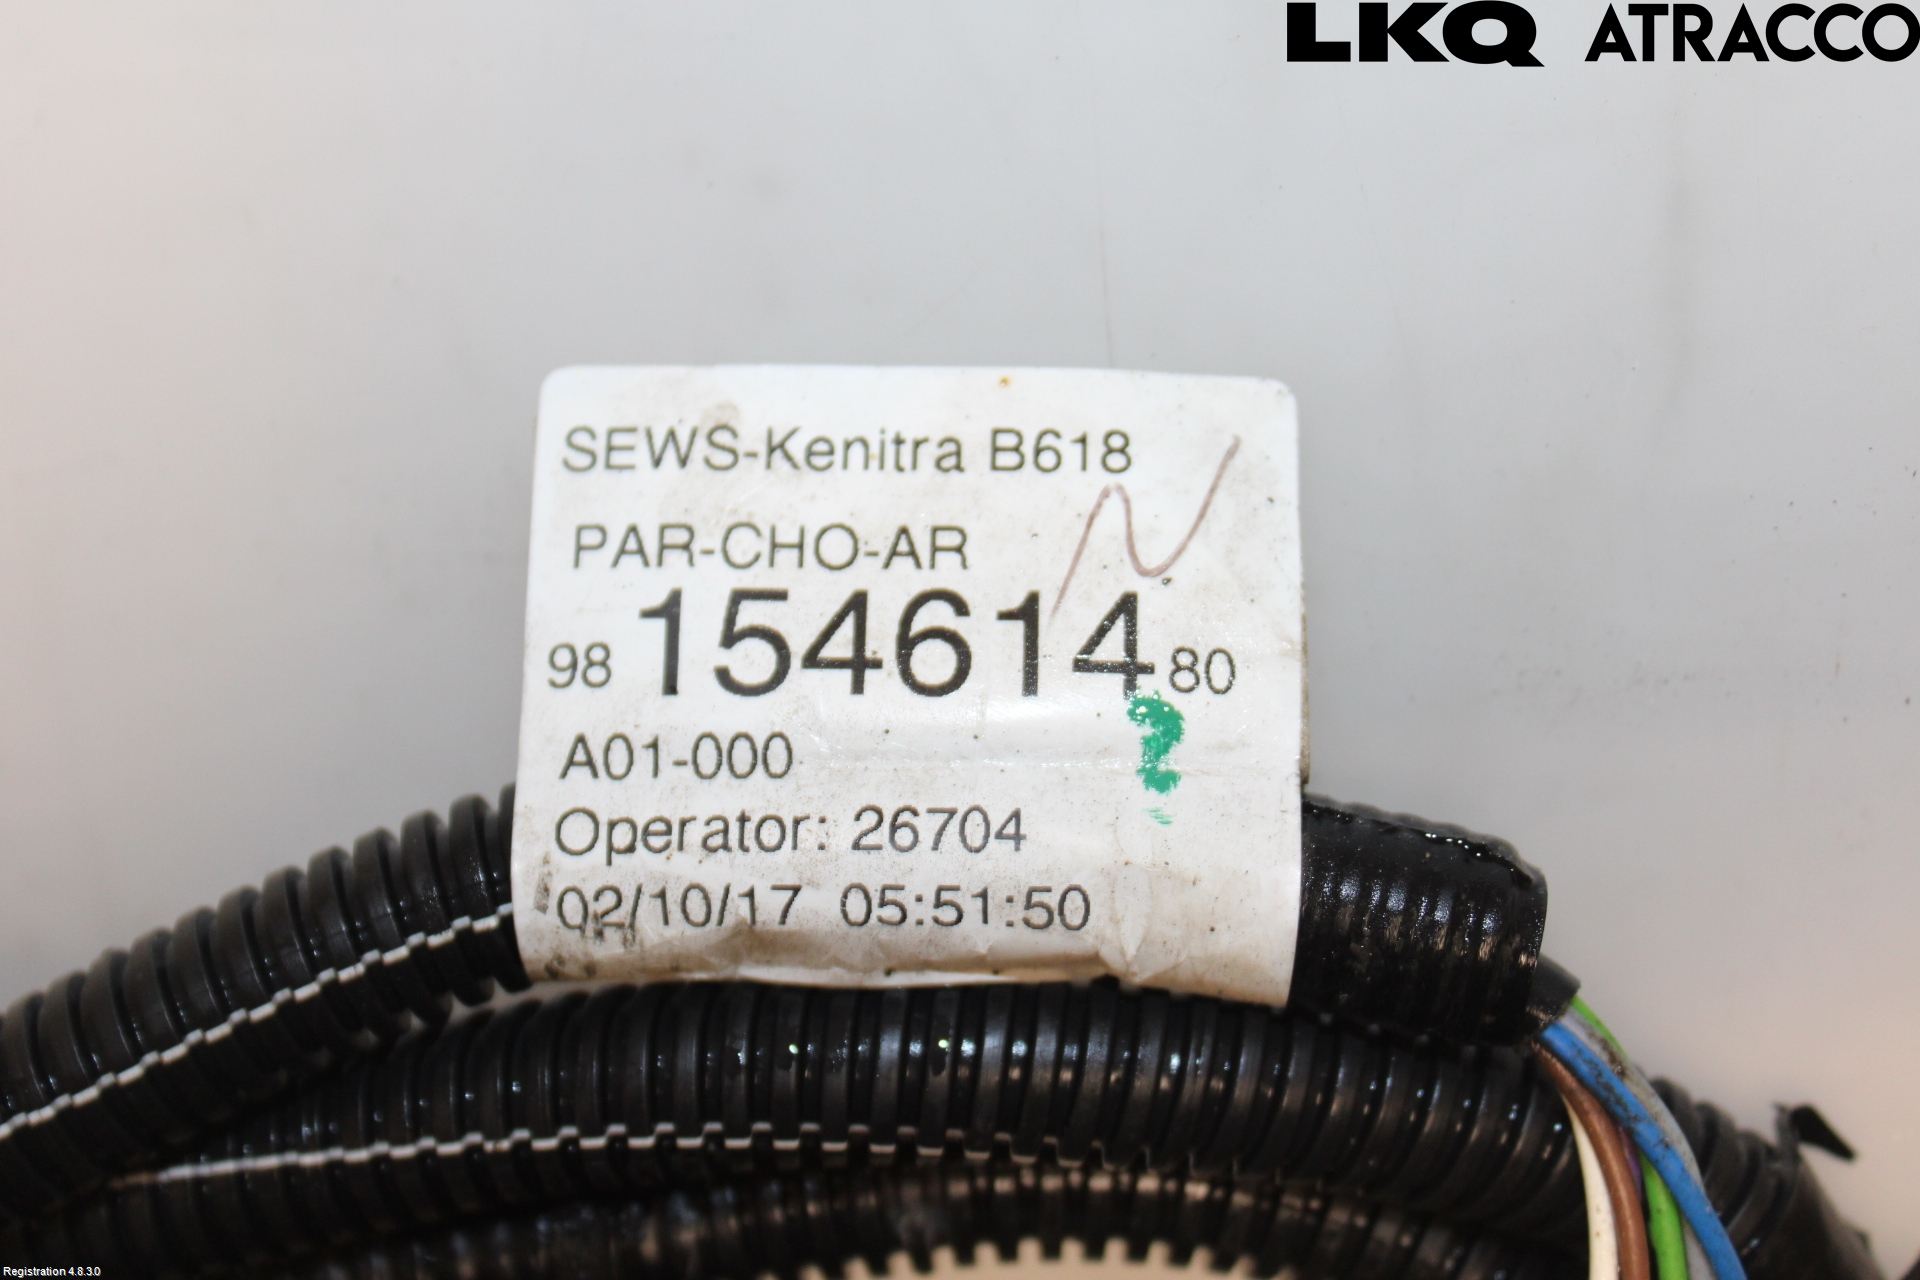 LKQ ATRACCO
SEWS-Kenitra B618
PAR-CHO-AR
98 154614 80
A01-000
Operator: 26704
02/10/17 05:51:50
Registration 4.8.3.0